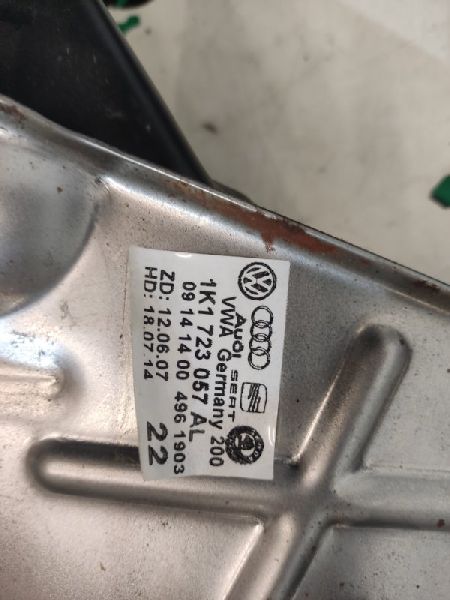 Audi SEAT
VWA Germany 200
1K1 723 057 AL
09 14 14 00 496 1903
ZD: 12.06.07
HD: 18.07.14 22